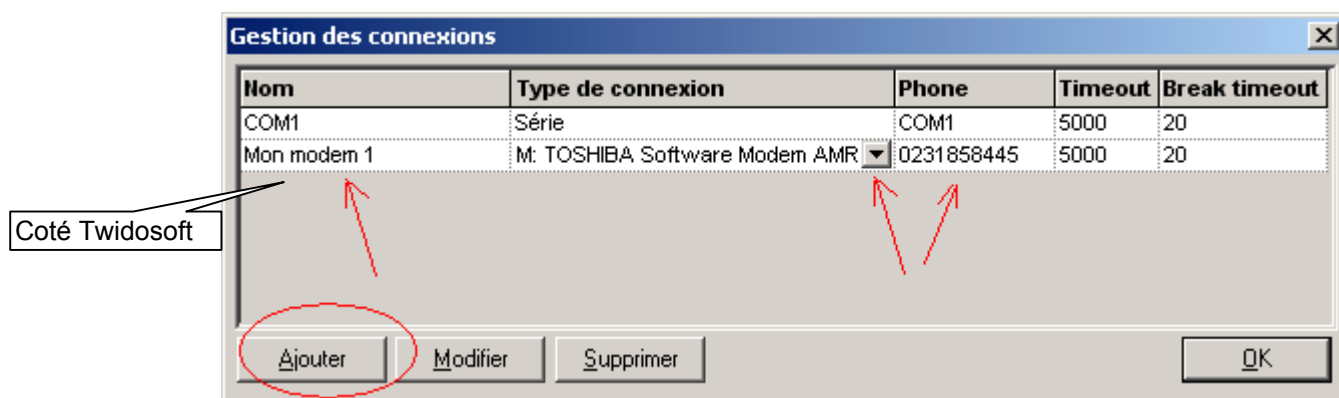 Gestion des connexions
Nom Type de connexion Phone Timeout Break timeout
COM1 Série COM1 5000 20
Mon modem 1 M: TOSHIBA Software Modem AMR 0231858445 5000 20
Coté Twidosoft
Ajouter Modifier Supprimer OK